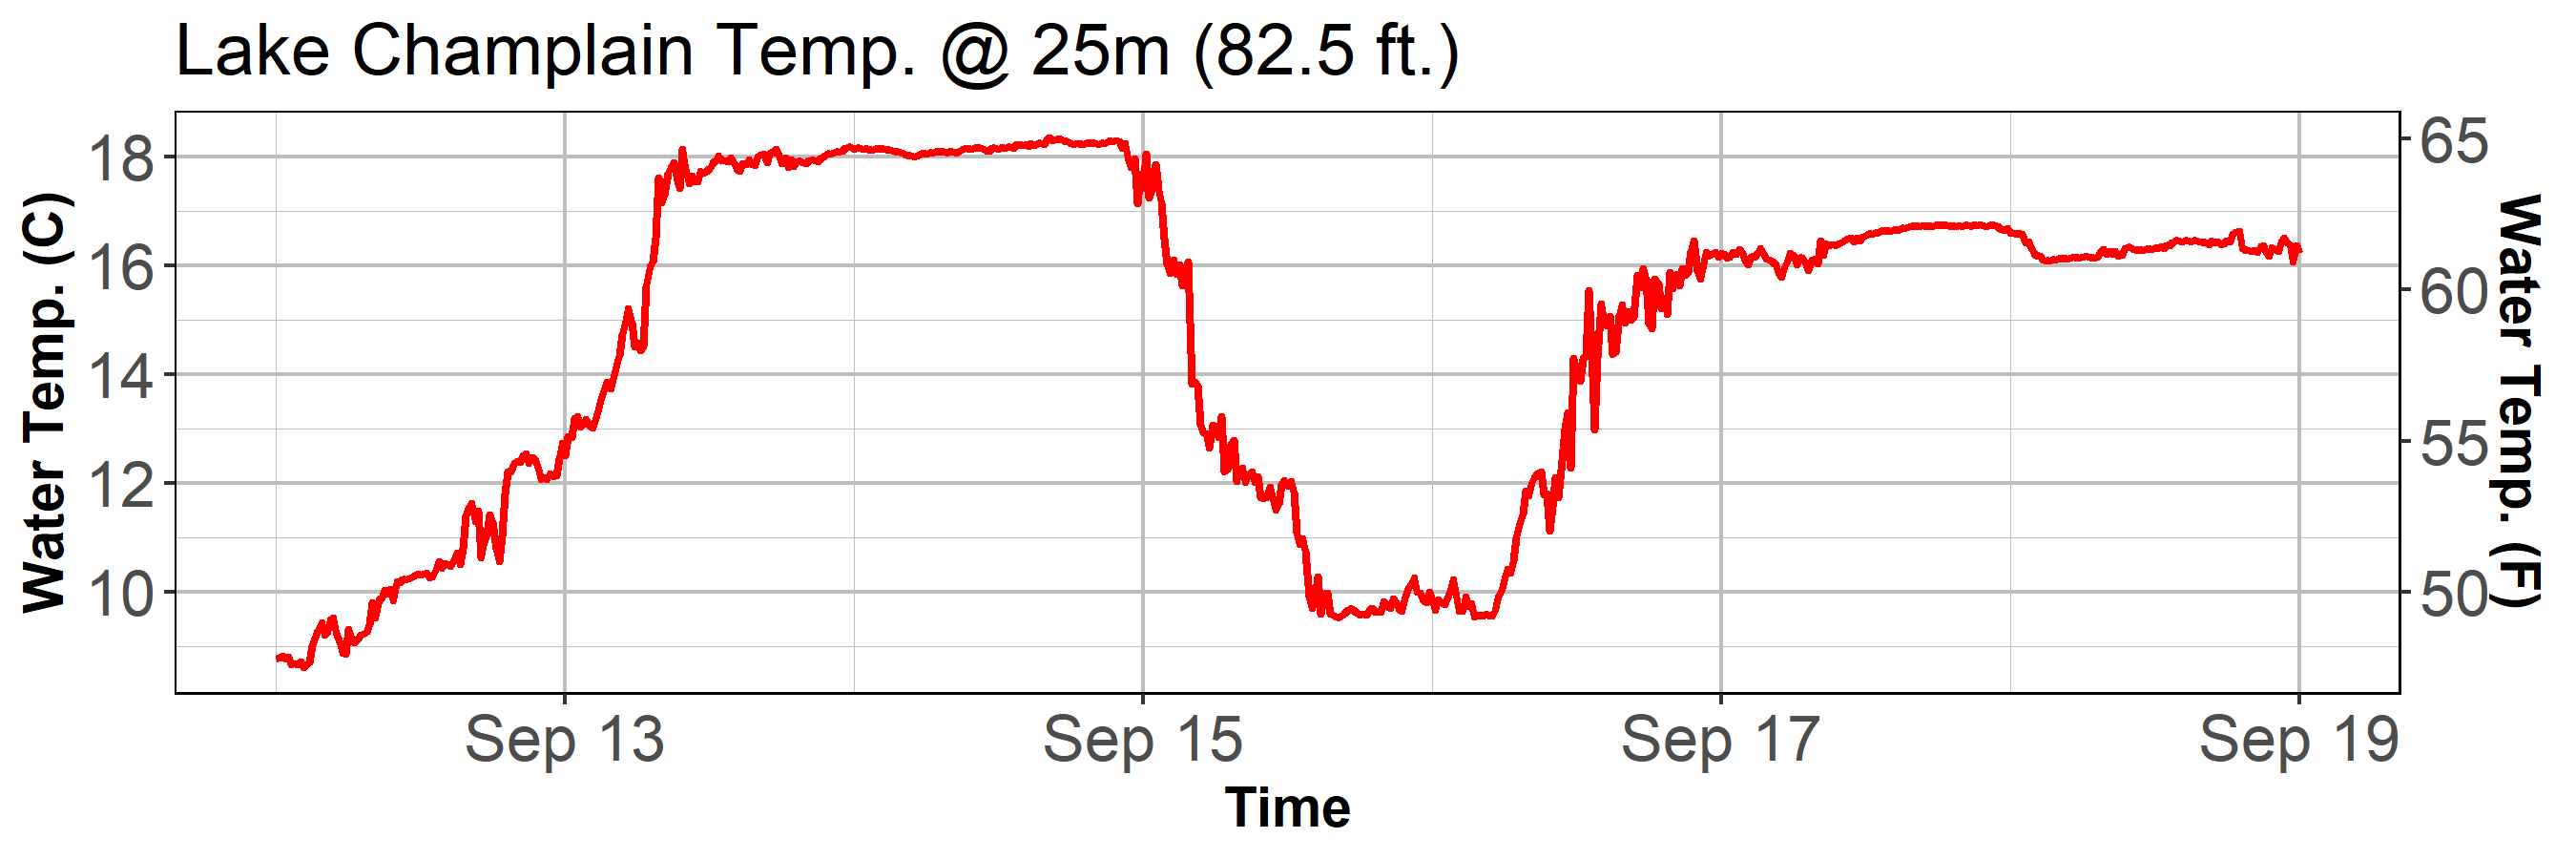 Lake Champlain Temp. @ 25m (82.5 ft.)
Water Temp. (C)
18
16
14
12
10
65
60
55
50
Water Temp. (F)
Sep 13
Sep 15
Sep 17
Sep 19
Time